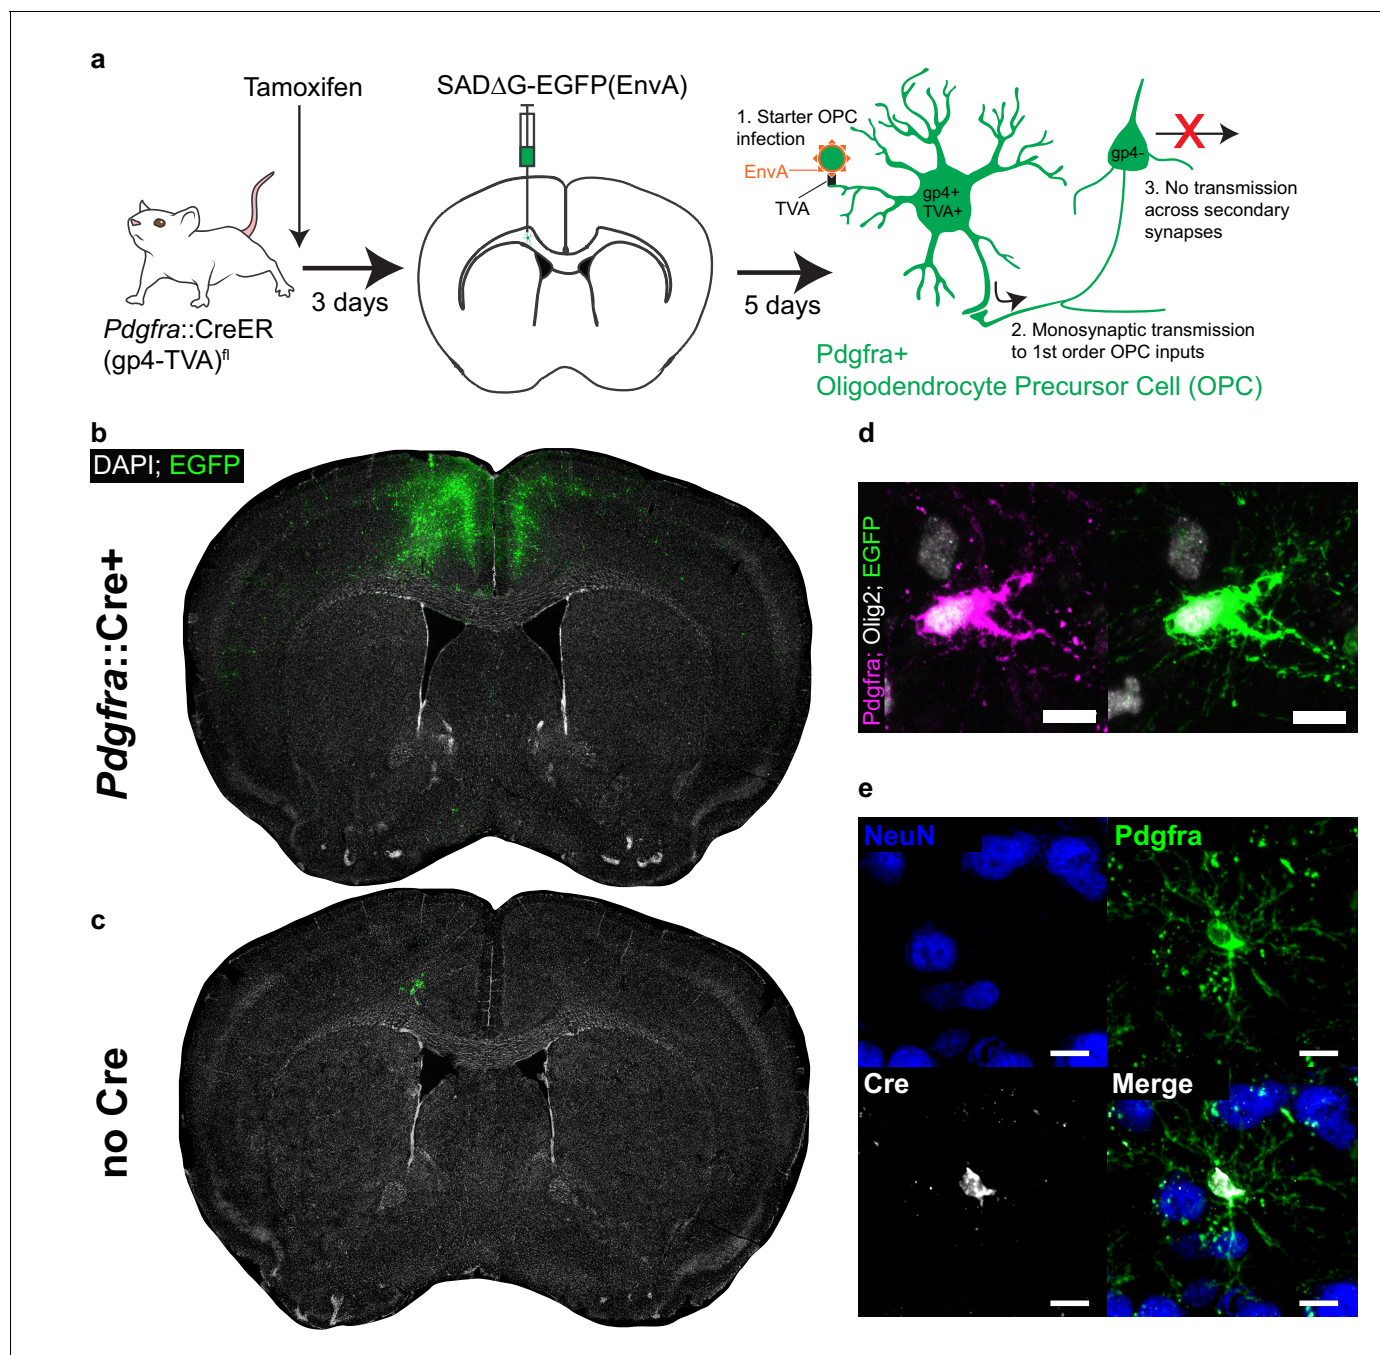 a
Tamoxifen
SADΔG-EGFP(EnvA)
1. Starter OPC
infection
EnvA
TVA
gp4+
TVA+
gp4-
3. No transmission
across secondary
synapses
3 days
5 days
2. Monosynaptic transmission
to 1st order OPC inputs
Pdgfra::CreER
(gp4-TVA)fl
Pdgfra+
Oligodendrocyte Precursor Cell (OPC)
b
DAPI; EGFP
Pdgfra::Cre+
c
no Cre
d
Pdgfra; Olig2; EGFP
e
NeuN
Pdgfra
Cre
Merge